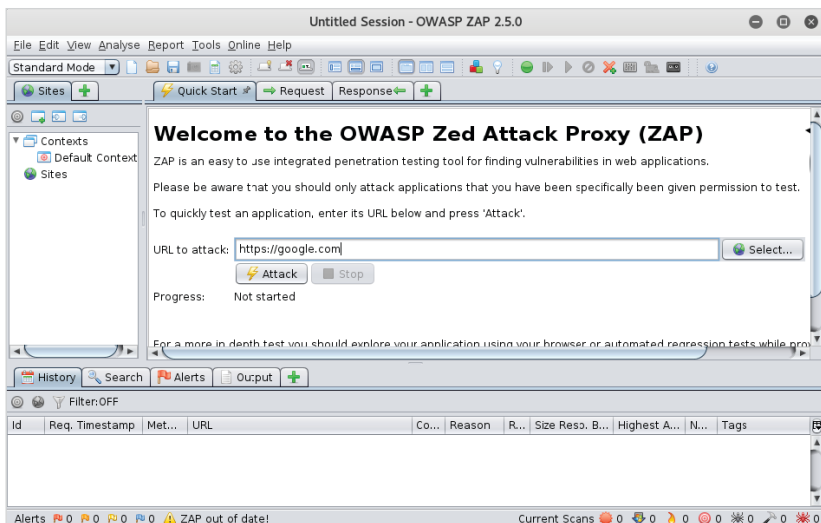 Untitled Session - OWASP ZAP 2.5.0
File Edit View Analyse Report Tools Online Help
Standard Mode
Sites
Quick Start Request Response
Contexts
Default Context
Sites
Welcome to the OWASP Zed Attack Proxy (ZAP)
ZAP is an easy to use integrated penetration testing tool for finding vulnerabilities in web applications.
Please be aware that you should only attack applications that you have been specifically been given permission to test.
To quickly test an application, enter its URL below and press 'Attack'.
URL to attack: https://google.com Select...
Attack Stop
Progress: Not started
For a more in depth test you should explore your application using your browser or automated regression tests while pro
History Search Alerts Output
Filter:OFF
Id Req. Timestamp Met... URL Co... Reason R... Size Resp. B... Highest A... N... Tags
Alerts 0 0 0 0 ZAP out of date! Current Scans 0 0 0 0 0 0 0